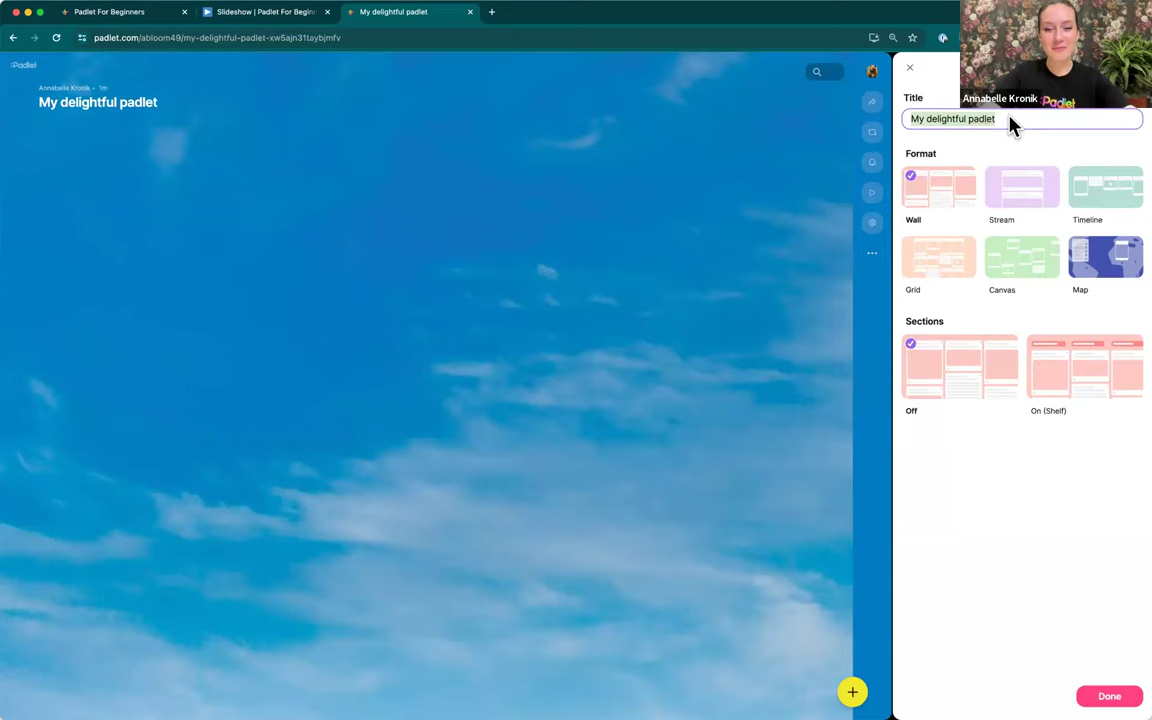 Padlet For Beginners
Slideshow | Padlet For Beginn
My delightful padlet
padlet.com/abloom49/my-delightful-padlet-xw5ajn31taybjmfv
:Padlet
Annabelle Kronik • 1m
My delightful padlet
Annabelle Kronik
Padlet
Title
My delightful padlet
Format
Wall
Stream
Timeline
Grid
Canvas
Map
Sections
Off
On (Shelf)
Done